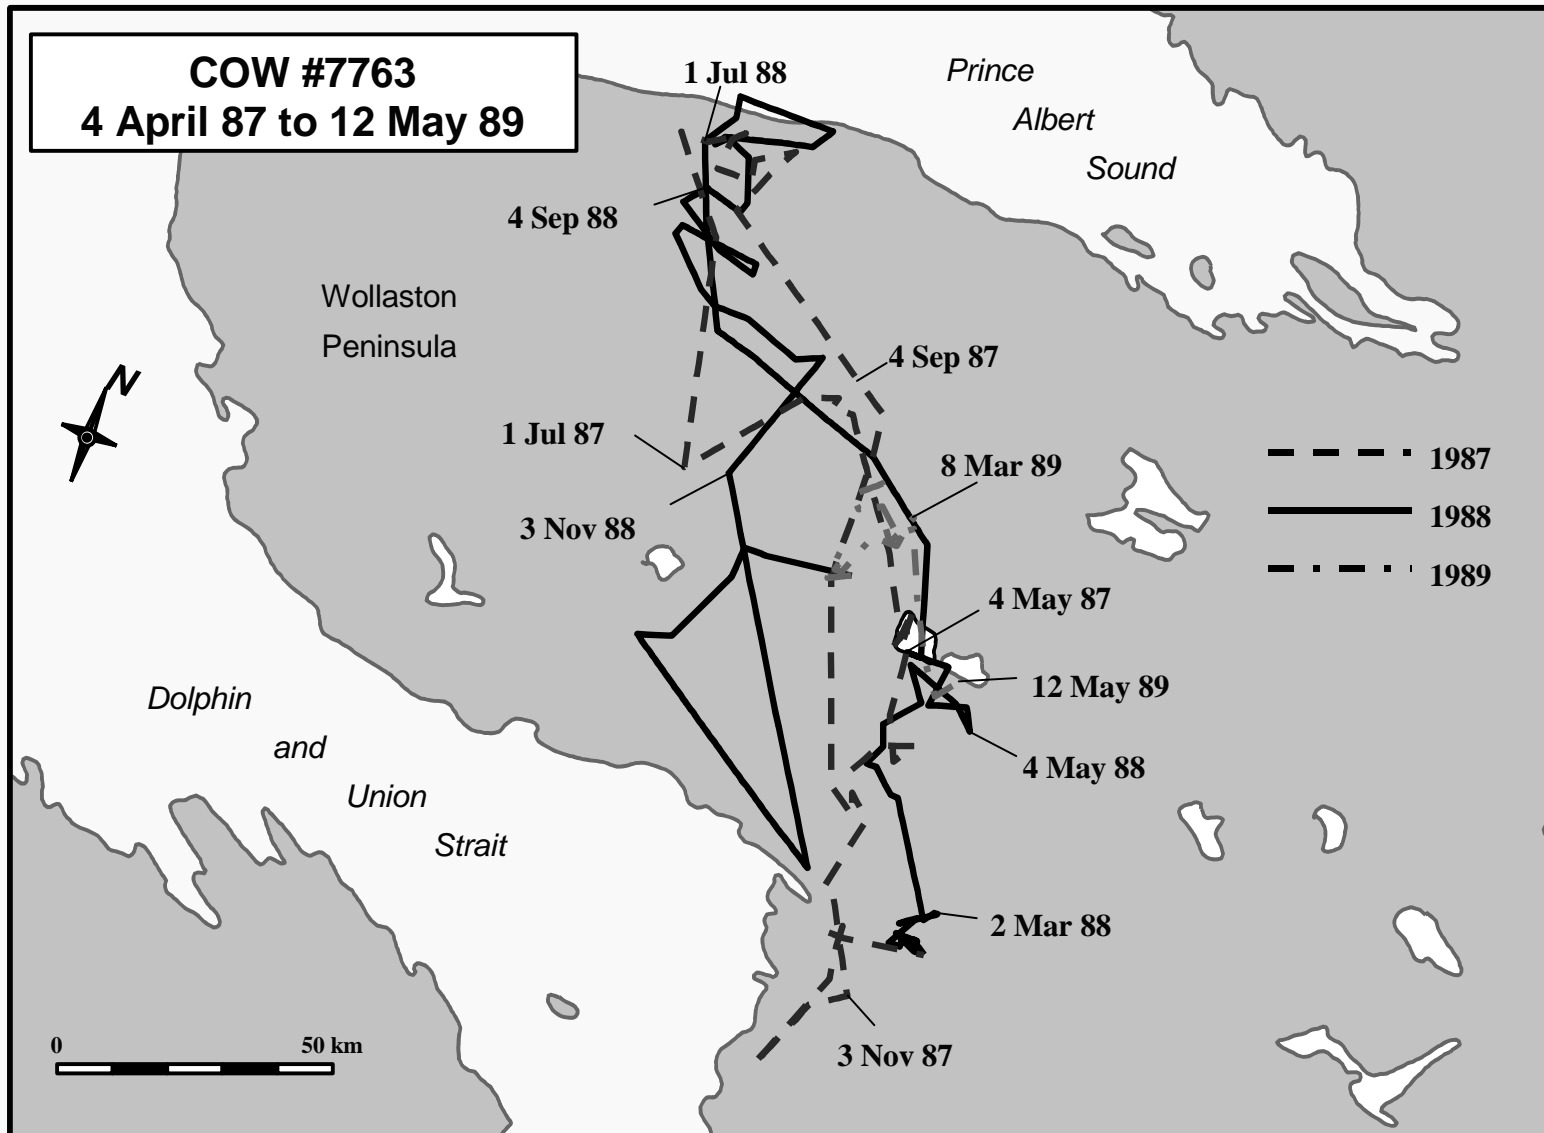 COW #7763
4 April 87 to 12 May 89
1 Jul 88
Prince
Albert
Sound
4 Sep 88
Wollaston
Peninsula
N
4 Sep 87
1 Jul 87
8 Mar 89
1987
3 Nov 88
1988
1989
4 May 87
12 May 89
Dolphin
and
Union
Strait
4 May 88
2 Mar 88
0 50 km
3 Nov 87